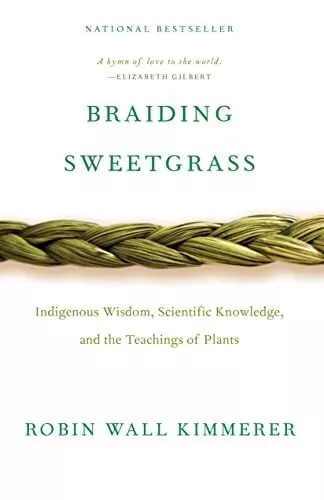 NATIONAL BESTSELLER
A hymn of love to the world.
—ELIZABETH GILBERT
BRAIDING
SWEETGRASS
Indigenous Wisdom, Scientific Knowledge,
and the Teachings of Plants
ROBIN WALL KIMMERER